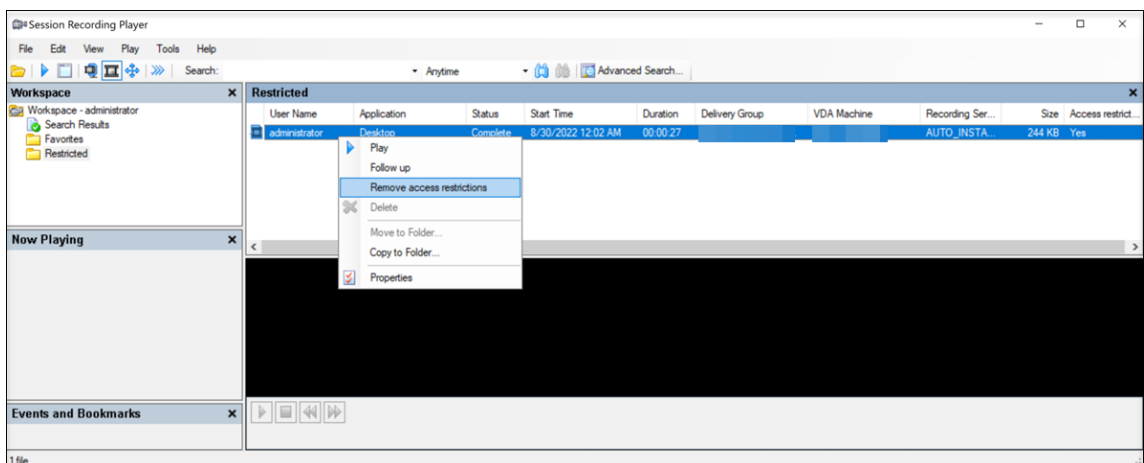 Session Recording Player
File Edit View Play Tools Help
Search: Anytime Advanced Search...
Workspace
Workspace - administrator
Search Results
Favorites
Restricted
Restricted
User Name Application Status Start Time Duration Delivery Group VDA Machine Recording Ser... Size Access restrict...
administrator Desktop Complete 8/30/2022 12:02 AM 00:00:27 AUTO_INSTA... 244 KB Yes
Play
Follow up
Remove access restrictions
Delete
Move to Folder...
Copy to Folder...
Properties
Now Playing
Events and Bookmarks
1 file